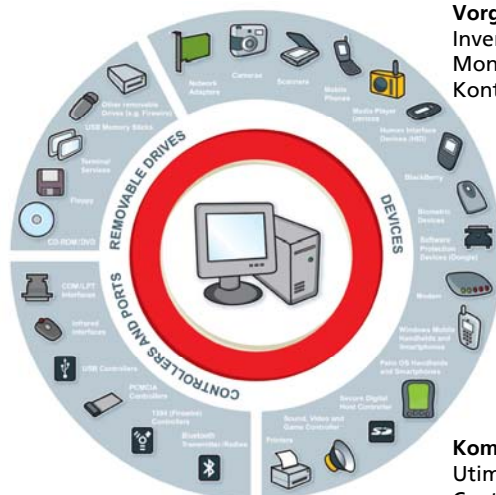 Network
Adapters
Cameras
Scanners
Mobile
Phones
Media Player
Devices
Human Interface
Devices (HID)
BlackBerry
Biometric
Devices
Software
Protection
Devices (Dongle)
Modem
Windows Mobile
Handhelds and
Smartphones
Palm OS Handhelds
and Smartphones
Secure Digital
Host Controller
Sound, Video and
Game Controller
Printers
DEVICES
Other removable
Drives (e.g. Firewire)
USB Memory Sticks
Terminal
Services
Floppy
CD-ROM/DVD
REMOVABLE DRIVES
COM/LPT
Interfaces
Infrared
Interfaces
USB Controllers
PCMCIA
Controllers
1394 (Firewire)
Controllers
Bluetooth
Transmitter/Radios
CONTROLLERS AND PORTS
Vorg
Inver
Mon
Kont
Kom
Utim